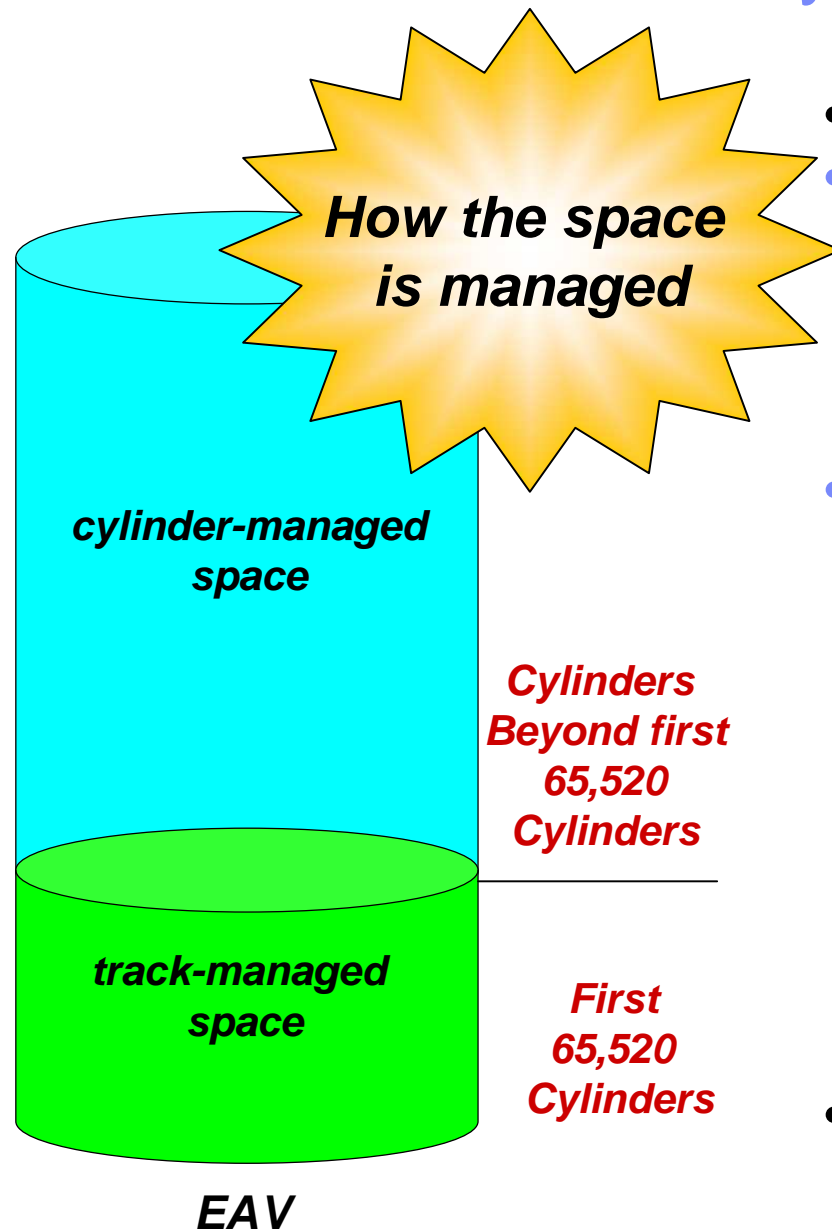 How the space
is managed
cylinder-managed
space
Cylinders
Beyond first
65,520
Cylinders
track-managed
space
First
65,520
Cylinders
EAV